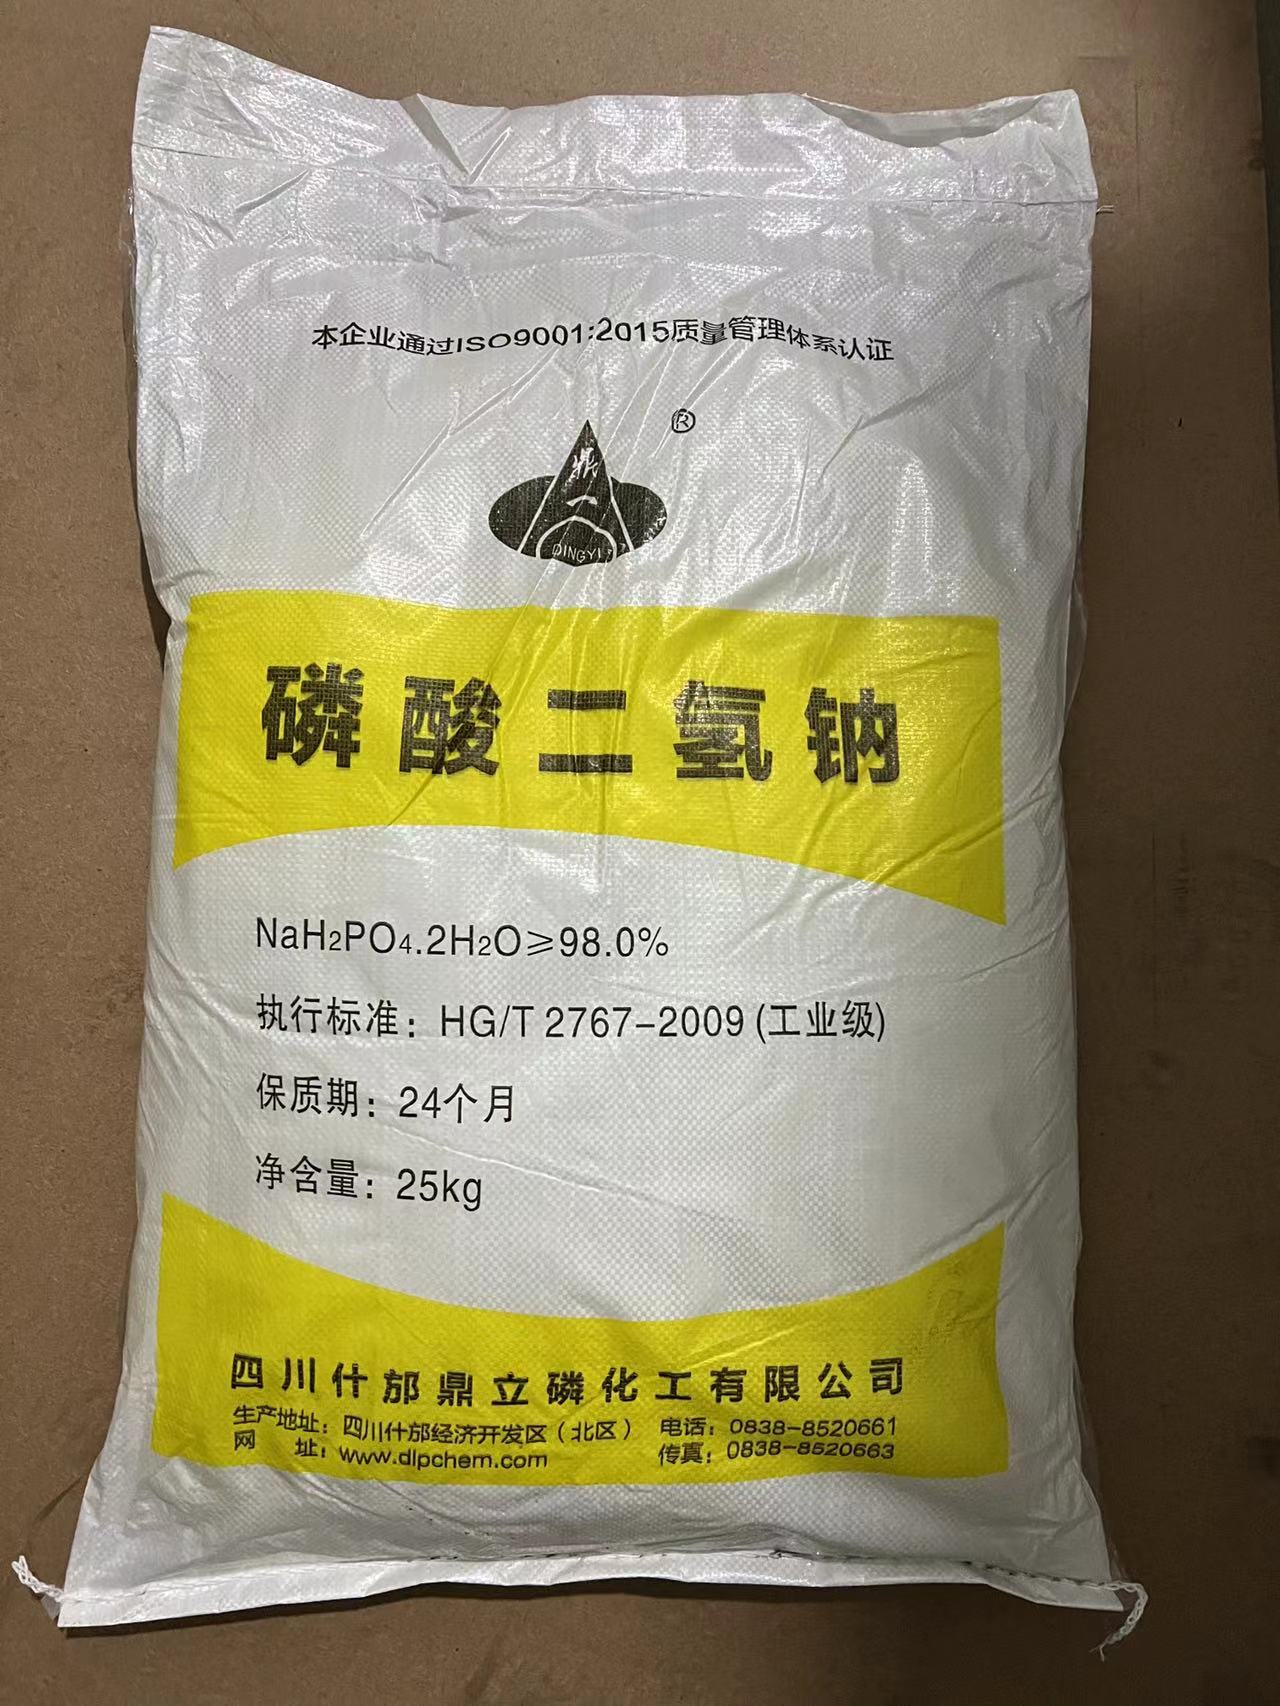 本企业通过ISO9001:2015质量管理体系认证
®
鼎
一
DINGYI
磷酸二氢钠
NaH₂PO₄.2H₂O≥98.0%
执行标准：HG/T 2767-2009 (工业级)
保质期：24个月
净含量：25kg
四川什邡鼎立磷化工有限公司
生产地址：四川什邡经济开发区（北区） 电话：0838-8520661
网 址：www.dlpchem.com 传真：0838-8520663